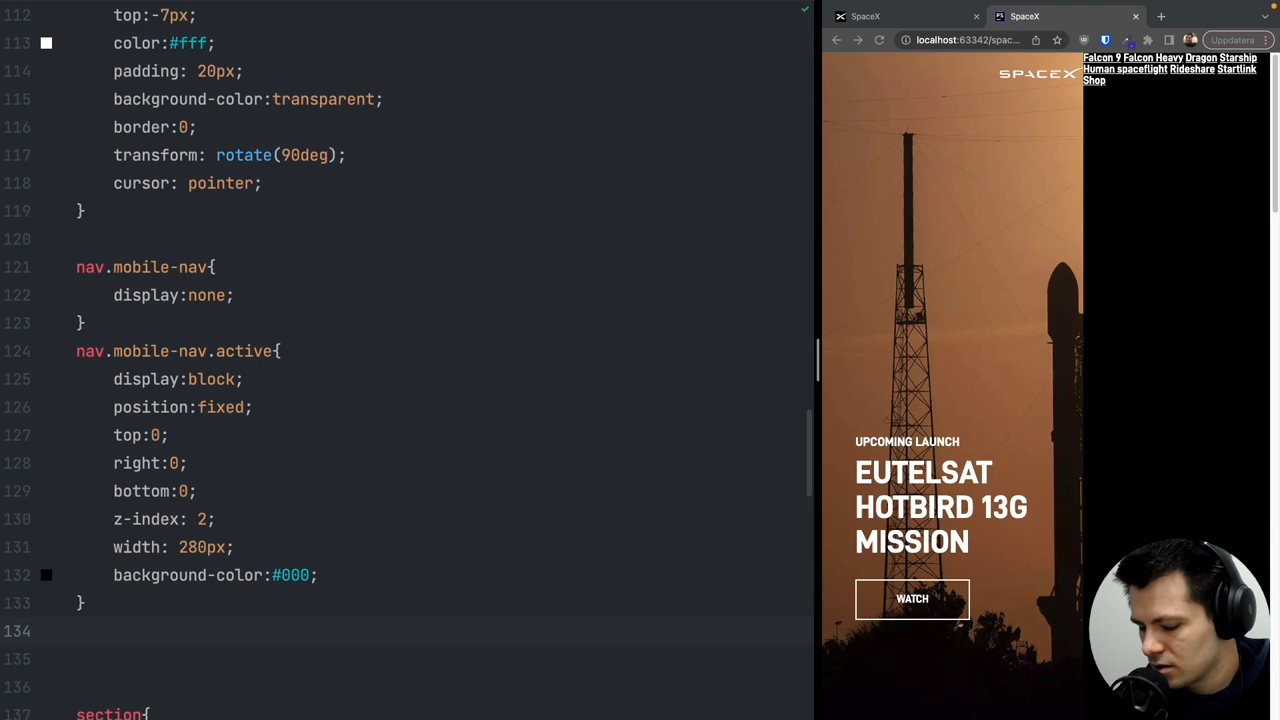 112 top:-7px;
113 color:#fff;
114 padding: 20px;
115 background-color:transparent;
116 border:0;
117 transform: rotate(90deg);
118 cursor: pointer;
119 }
120
121 nav.mobile-nav{
122 display:none;
123 }
124 nav.mobile-nav.active{
125 display:block;
126 position:fixed;
127 top:0;
128 right:0;
129 bottom:0;
130 z-index: 2;
131 width: 280px;
132 background-color:#000;
133 }
134
135
136
137 section{
SpaceX
PS SpaceX
localhost:63342/spac...
Uppdatera
SPACEX
Falcon 9 Falcon Heavy Dragon Starship
Human spaceflight Rideshare Startlink
Shop
UPCOMING LAUNCH
EUTELSAT
HOTBIRD 13G
MISSION
WATCH